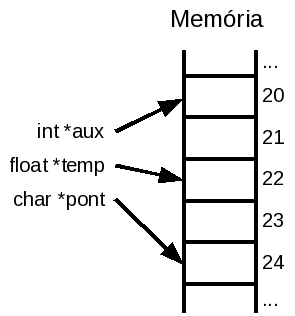 Memória
...
20
int *aux
21
float *temp
22
char *pont
23
24
...